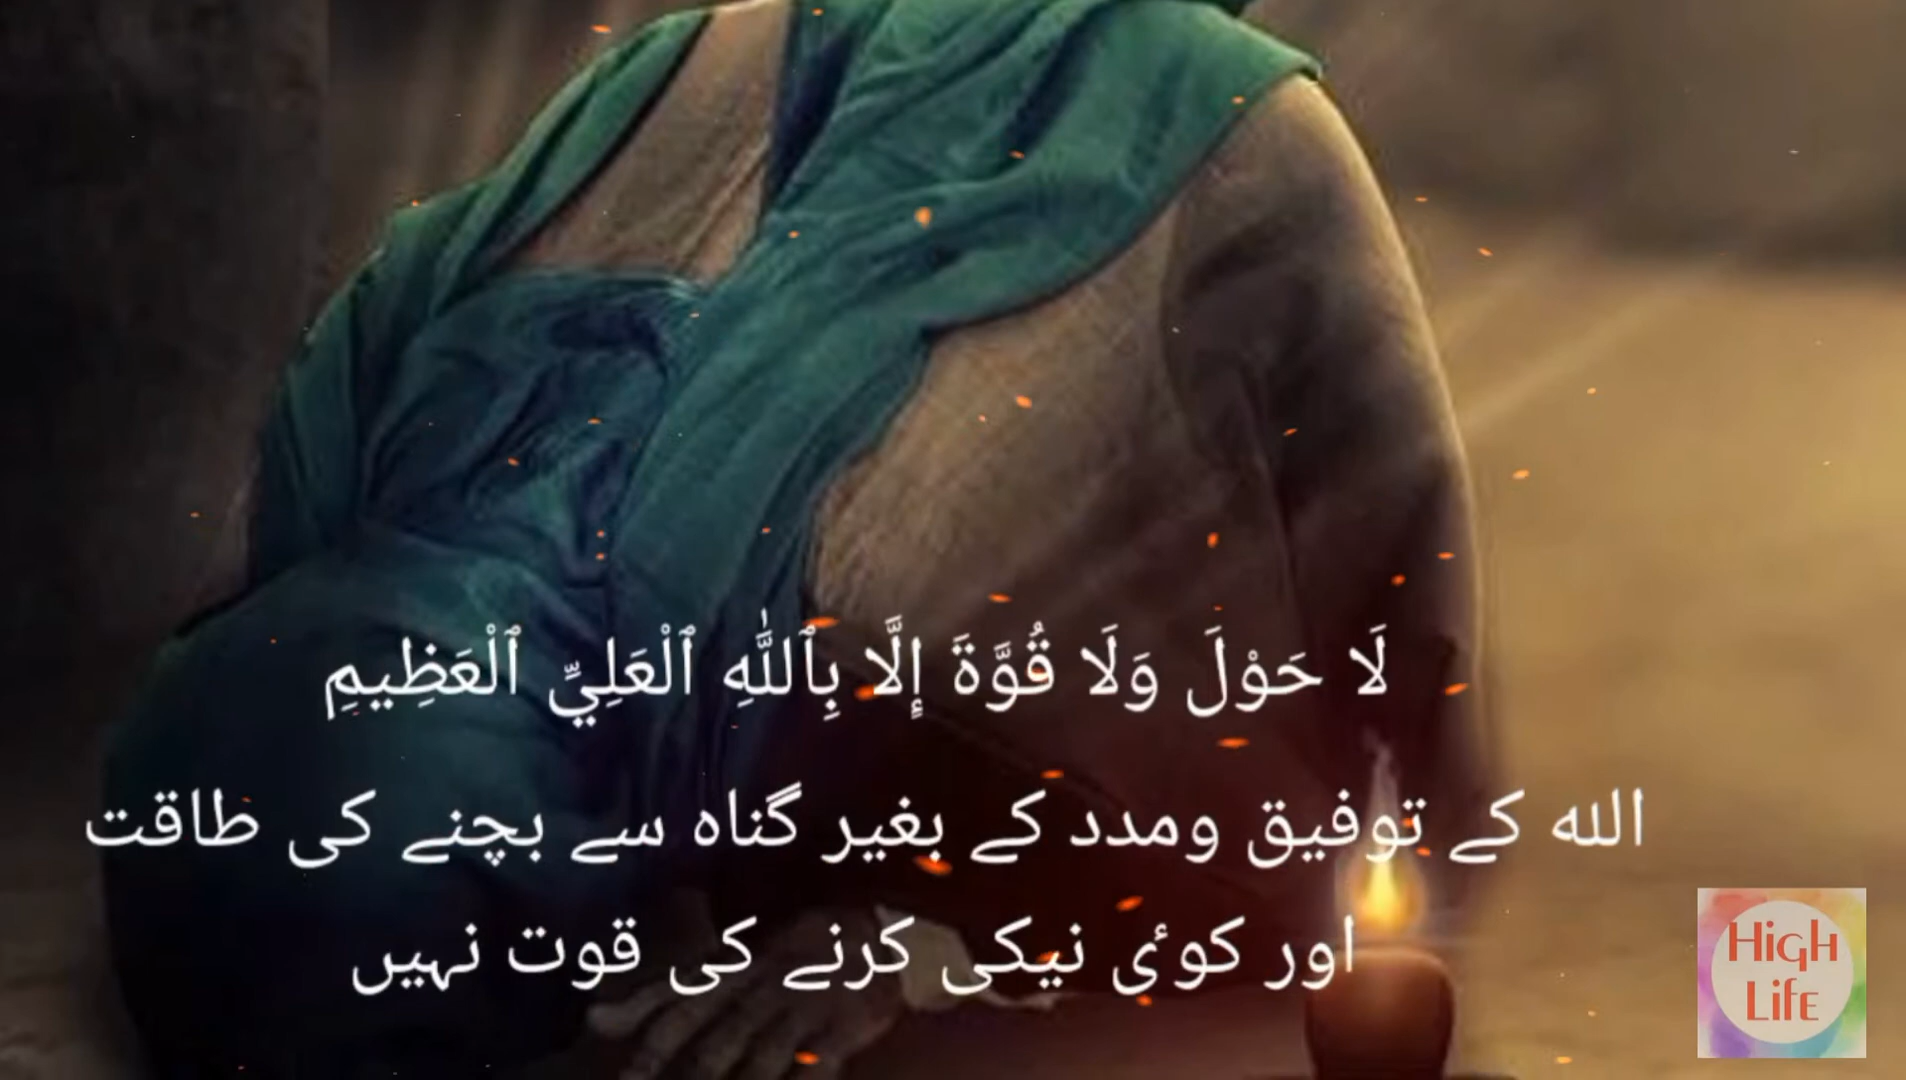 لَا حَوْلَ وَلَا قُوَّةَ إِلَّا بِٱللَّٰهِ ٱلْعَلِيِّ ٱلْعَظِيمِ
الله کے توفیق ومدد کے بغیر گناہ سے بچنے کی طاقت
اور کوئ نیکی کرنے کی قوت نہیں
HigH
LifE